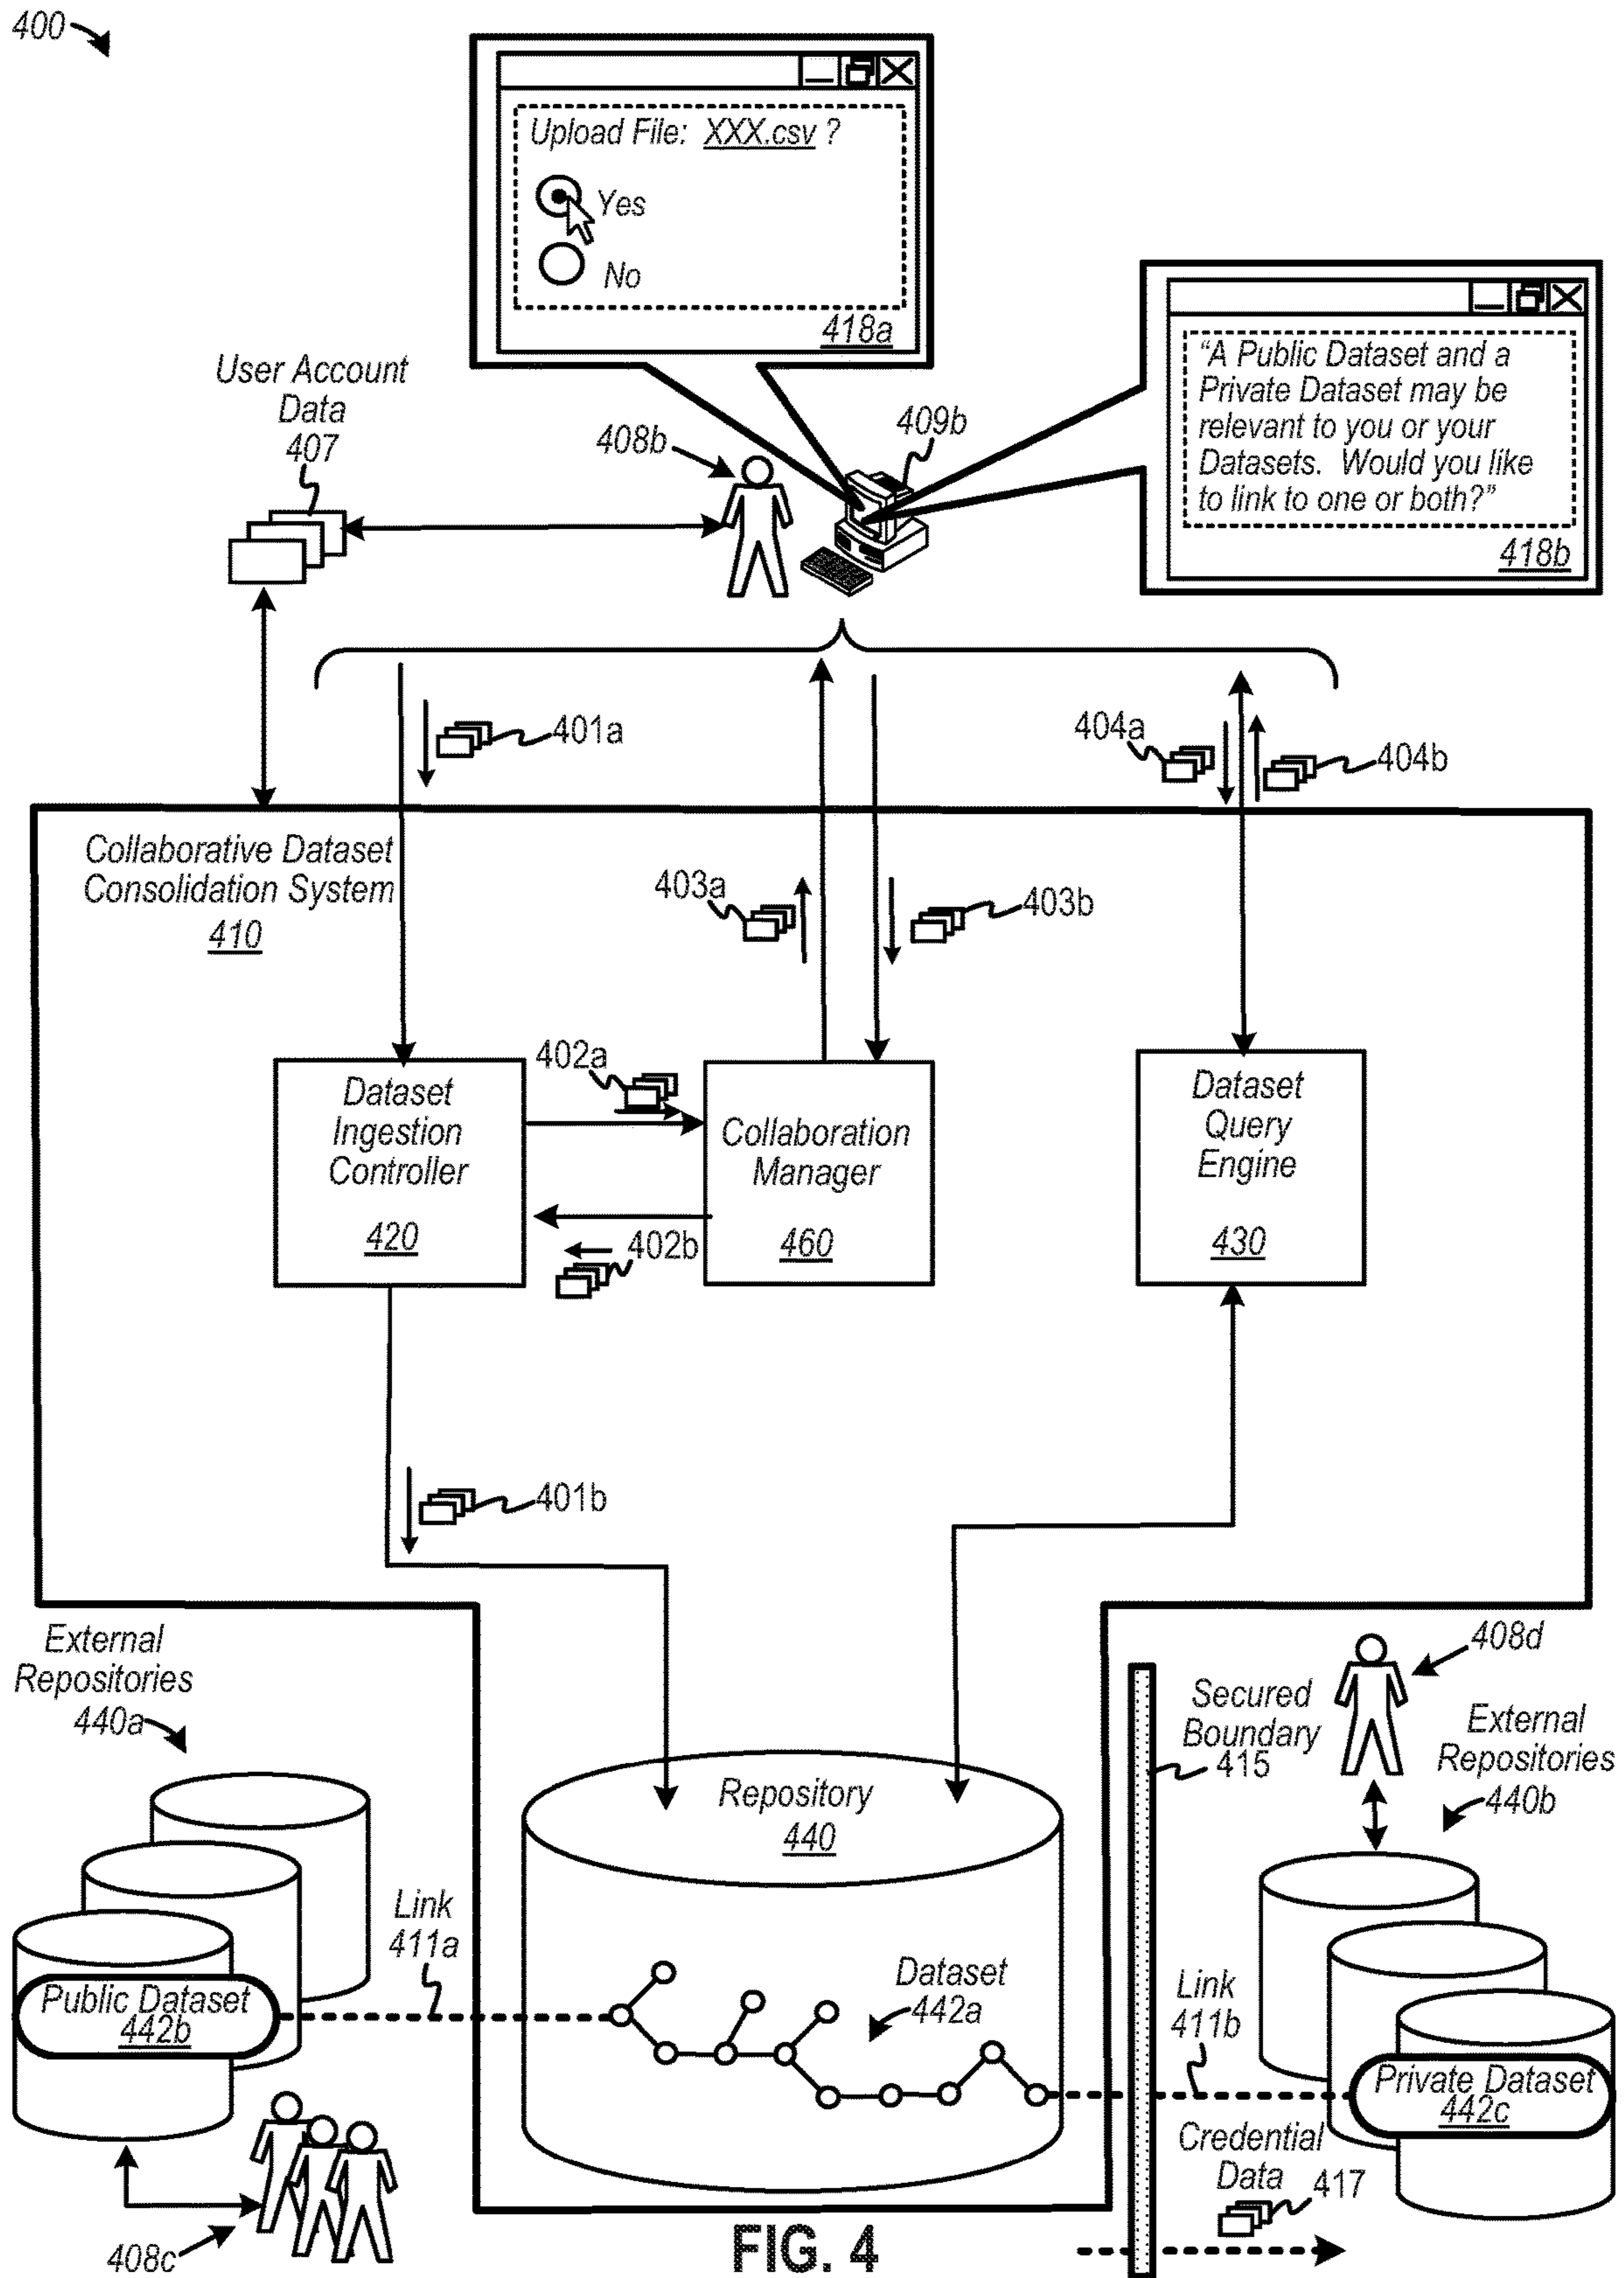 400
Upload File: XXX.csv ?
Yes
No
418a
"A Public Dataset and a
Private Dataset may be
relevant to you or your
Datasets. Would you like
to link to one or both?"
418b
User Account
Data
407
408b
409b
401a
404a
404b
Collaborative Dataset
Consolidation System
410
403a
403b
402a
Dataset
Ingestion
Controller
420
Collaboration
Manager
460
Dataset
Query
Engine
430
402b
401b
External
Repositories
440a
408d
Secured
Boundary
415
External
Repositories
440b
Repository
440
Link
411a
Dataset
442a
Link
411b
Public Dataset
442b
Private Dataset
442c
Credential
Data
417
408c
FIG. 4